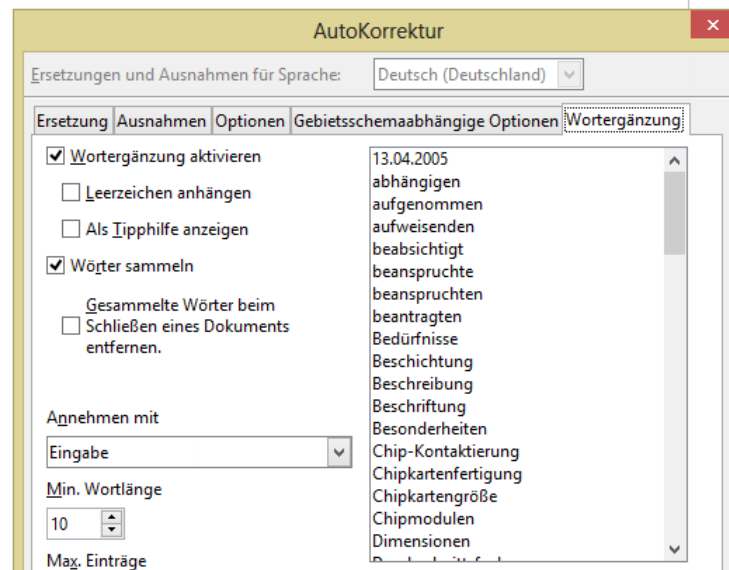 AutoKorrektur
Ersetzungen und Ausnahmen für Sprache:
Deutsch (Deutschland)
Ersetzung
Ausnahmen
Optionen
Gebietsschemaabhängige Optionen
Wortergänzung
Wortergänzung aktivieren
Leerzeichen anhängen
Als Tipphilfe anzeigen
Wörter sammeln
Gesammelte Wörter beim
Schließen eines Dokuments
entfernen.
Annehmen mit
Eingabe
Min. Wortlänge
10
Max. Einträge
13.04.2005
abhängigen
aufgenommen
aufweisenden
beabsichtigt
beanspruchte
beanspruchten
beantragten
Bedürfnisse
Beschichtung
Beschreibung
Beschriftung
Besonderheiten
Chip-Kontaktierung
Chipkartenfertigung
Chipkartengröße
Chipmodulen
Dimensionen